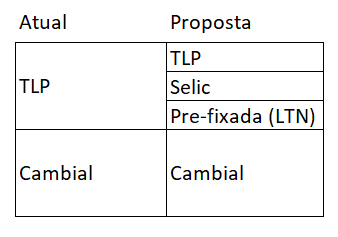 Atual Proposta
TLP
TLP
Selic
Pre-fixada (LTN)
Cambial Cambial